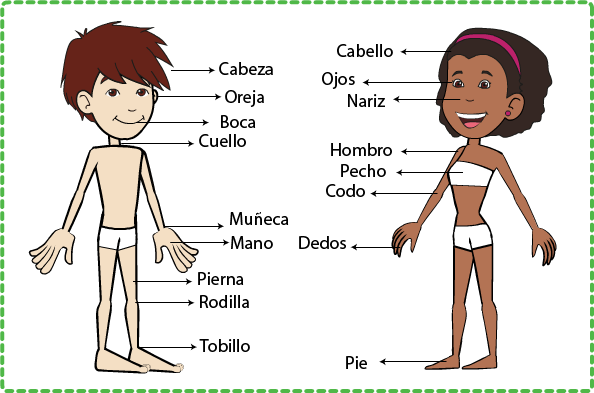 Cabeza
Oreja
Boca
Cuello
Muñeca
Mano
Pierna
Rodilla
Tobillo
Cabello
Ojos
Nariz
Hombro
Pecho
Codo
Dedos
Pie